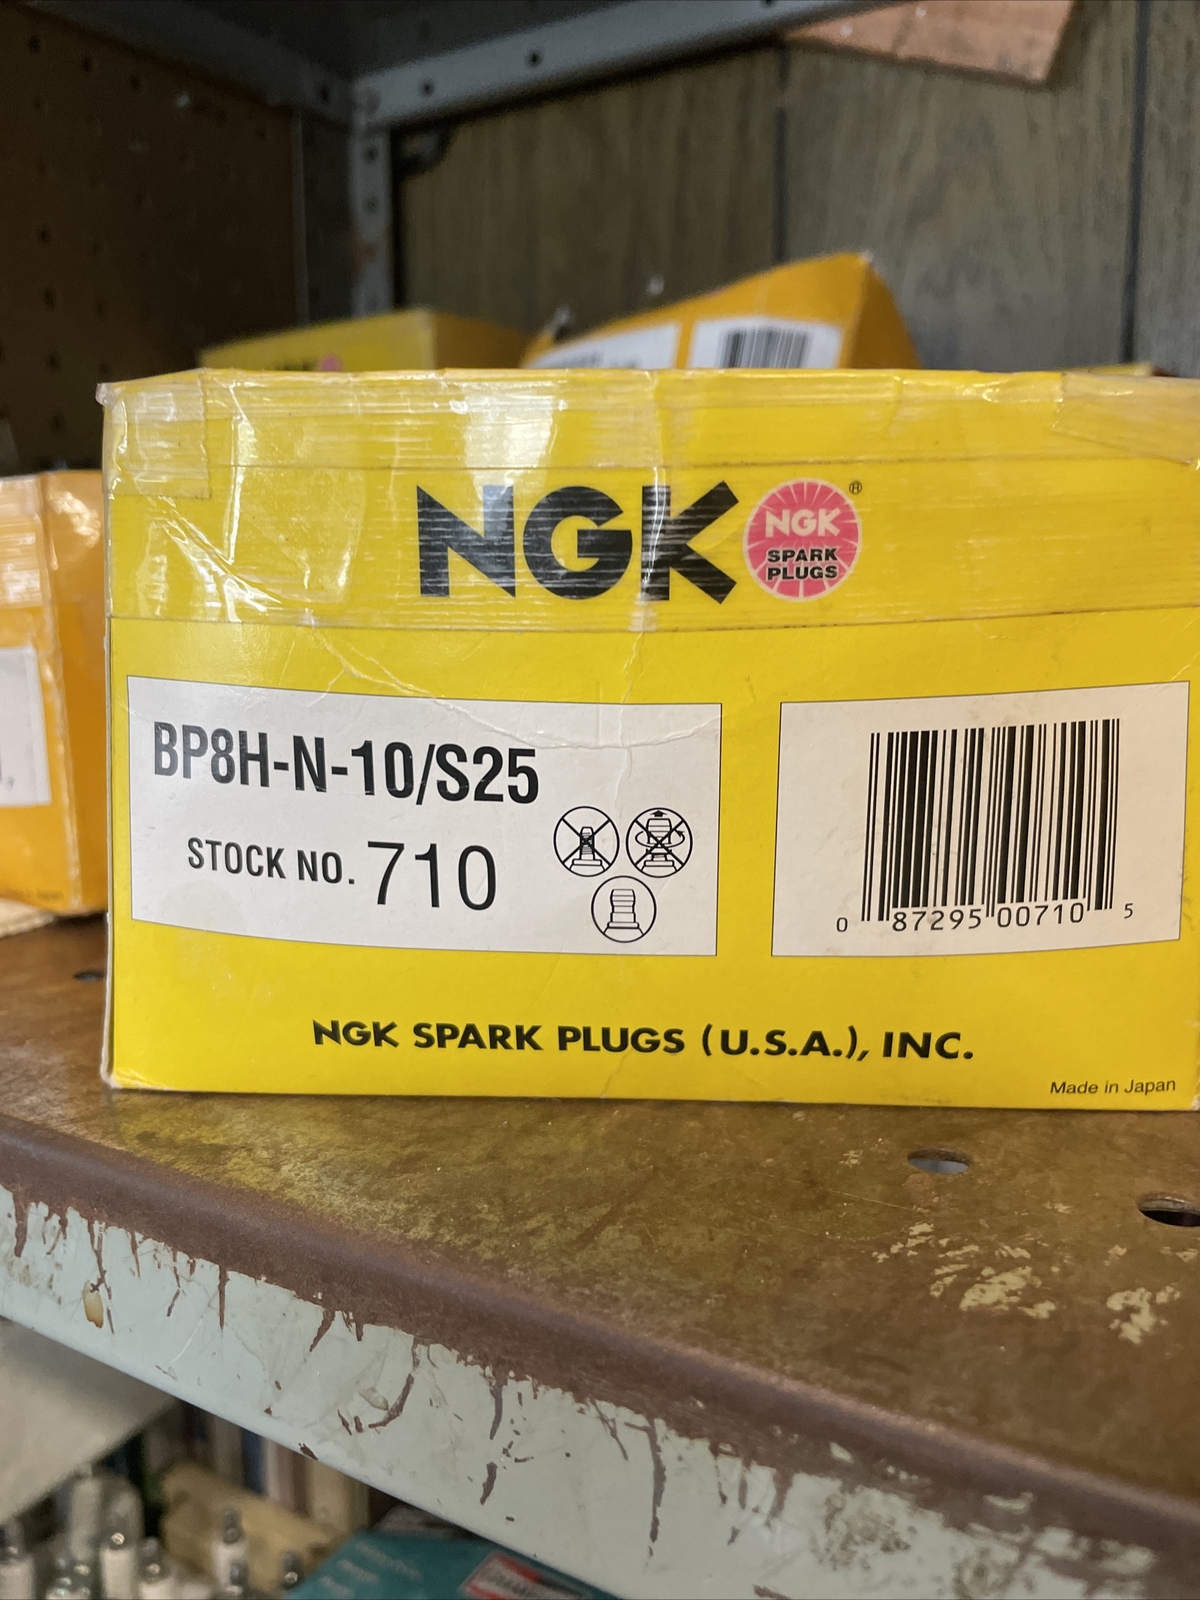 NGK
NGK
SPARK
PLUGS
®
BP8H-N-10/S25
STOCK NO. 710
0 87295 00710 5
NGK SPARK PLUGS (U.S.A.), INC.
Made in Japan